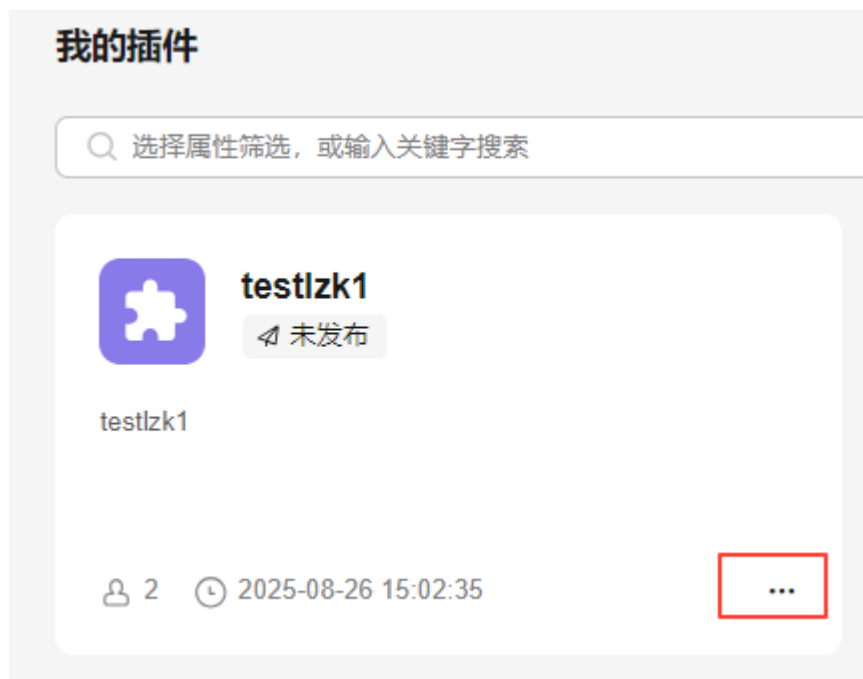 我的插件
选择属性筛选，或输入关键字搜索
testlzk1
未发布
testlzk1
2 2025-08-26 15:02:35 ...